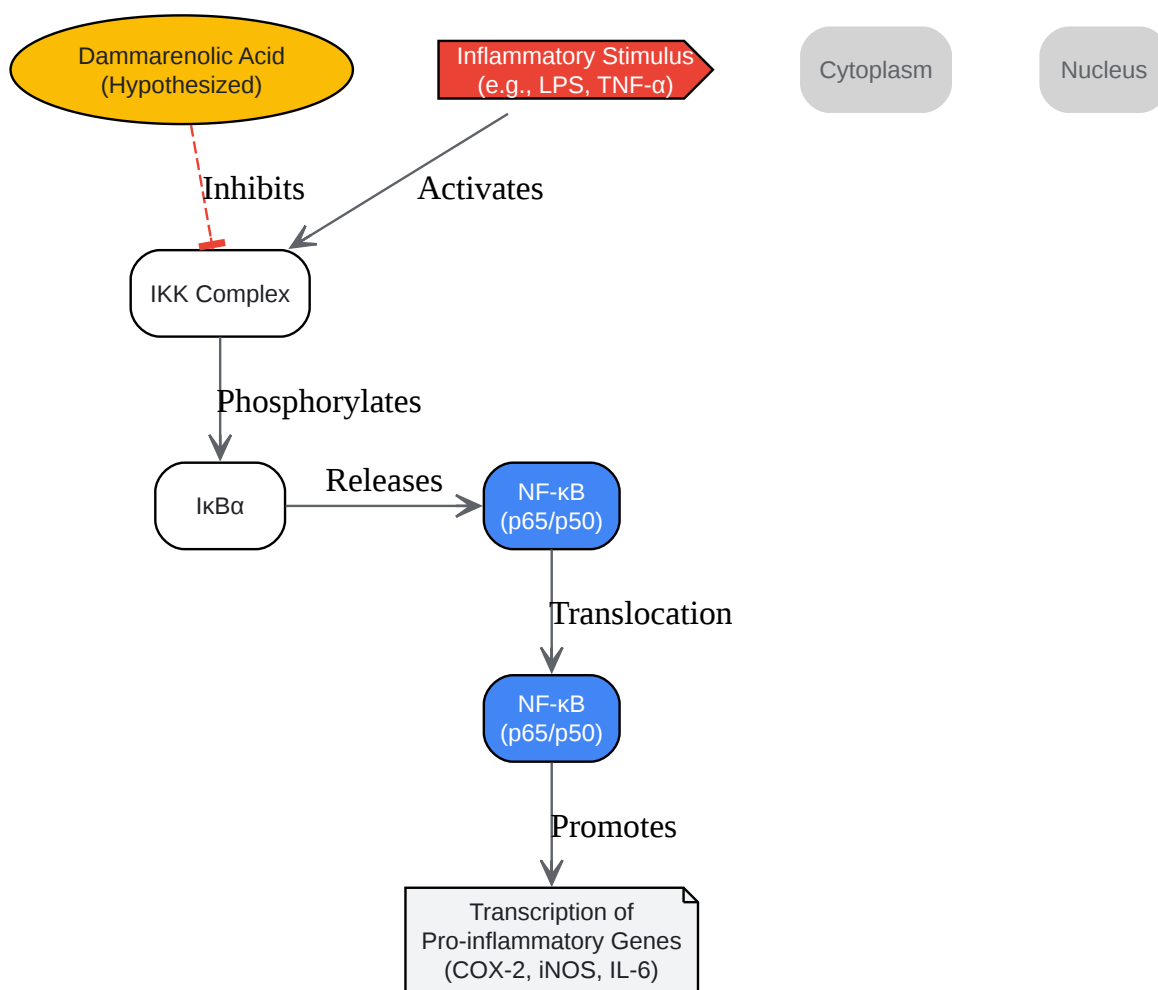 Dammarenolic Acid
(Hypothesized)
Inflammatory Stimulus
(e.g., LPS, TNF-α)
Cytoplasm
Nucleus
Inhibits
Activates
IKK Complex
Phosphorylates
IκBα
Releases
NF-κB
(p65/p50)
Translocation
NF-κB
(p65/p50)
Promotes
Transcription of
Pro-inflammatory Genes
(COX-2, iNOS, IL-6)